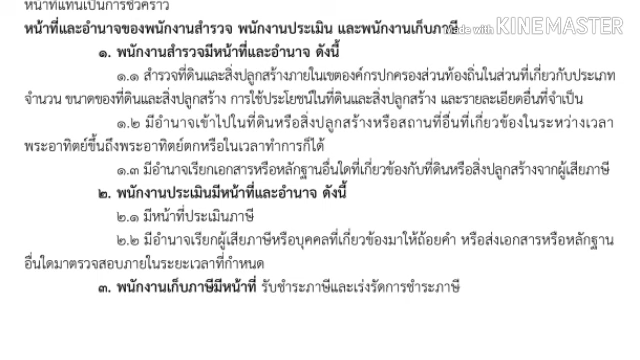 หน้าที่แทนเป็นการชั่วคราว
หน้าที่และอำนาจของพนักงานสำรวจ พนักงานประเมิน และพนักงานเก็บภาษี
Made with KINEMASTER
๑. พนักงานสำรวจมีหน้าที่และอำนาจ ดังนี้
๑.๑ สำรวจที่ดินและสิ่งปลูกสร้างภายในเขตองค์กรปกครองส่วนท้องถิ่นในส่วนที่เกี่ยวกับประเภท
จำนวน ขนาดของที่ดินและสิ่งปลูกสร้าง การใช้ประโยชน์ในที่ดินและสิ่งปลูกสร้าง และรายละเอียดอื่นที่จำเป็น
๑.๒ มีอำนาจเข้าไปในที่ดินหรือสิ่งปลูกสร้างหรือสถานที่อื่นที่เกี่ยวข้องในระหว่างเวลา
พระอาทิตย์ขึ้นถึงพระอาทิตย์ตกหรือในเวลาทำการก็ได้
๑.๓ มีอำนาจเรียกเอกสารหรือหลักฐานอื่นใดที่เกี่ยวข้องกับที่ดินหรือสิ่งปลูกสร้างจากผู้เสียภาษี
๒. พนักงานประเมินมีหน้าที่และอำนาจ ดังนี้
๒.๑ มีหน้าที่ประเมินภาษี
๒.๒ มีอำนาจเรียกผู้เสียภาษีหรือบุคคลที่เกี่ยวข้องมาให้ถ้อยคำ หรือส่งเอกสารหรือหลักฐาน
อื่นใดมาตรวจสอบภายในระยะเวลาที่กำหนด
๓. พนักงานเก็บภาษีมีหน้าที่ รับชำระภาษีและเร่งรัดการชำระภาษี